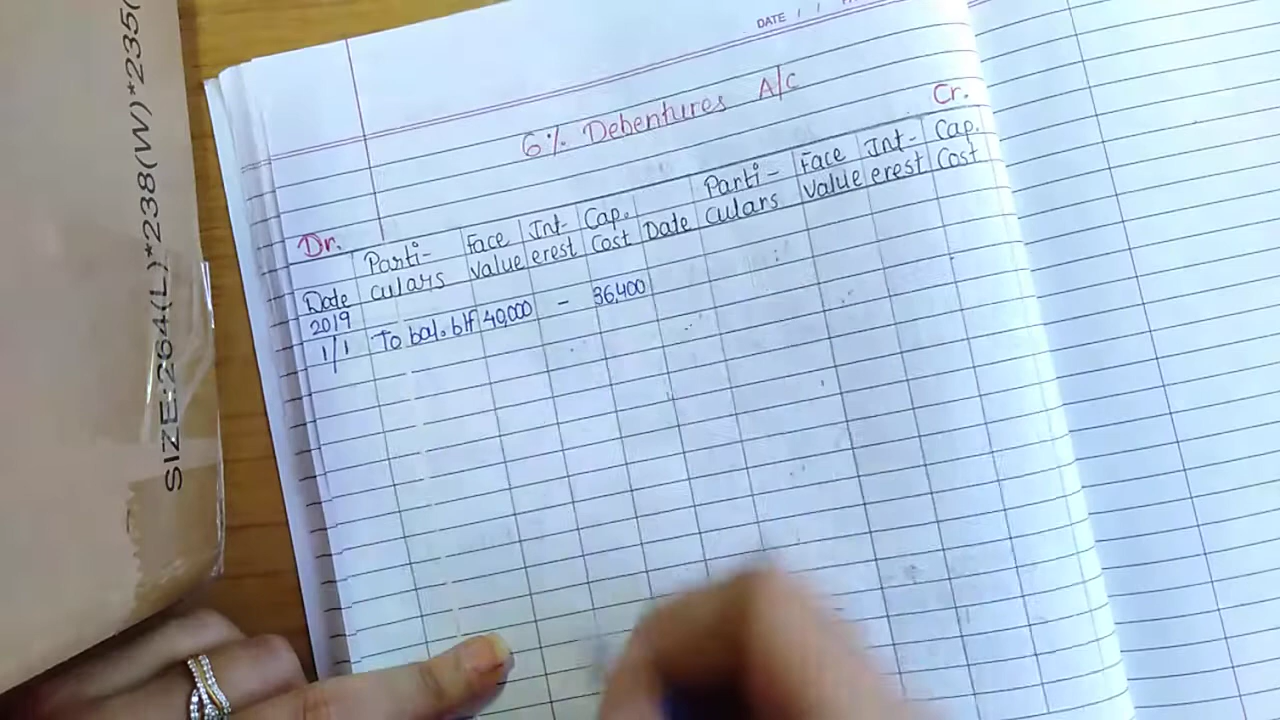 SIZE:264(L)*238(W)*235(
DATE / /
6% Debentures A/c
Dr. Cr.
Date Parti- culars Face value Int- erest Cap. Cost Date Parti- culars Face value Int- erest Cap. Cost
2019
1/1 To bal. b/f 40,000 - 36,400